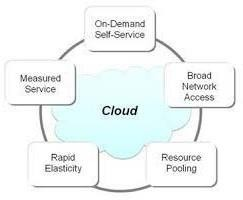 On-Demand
Self-Service
Measured
Service
Broad
Network
Access
Cloud
Rapid
Elasticity
Resource
Pooling